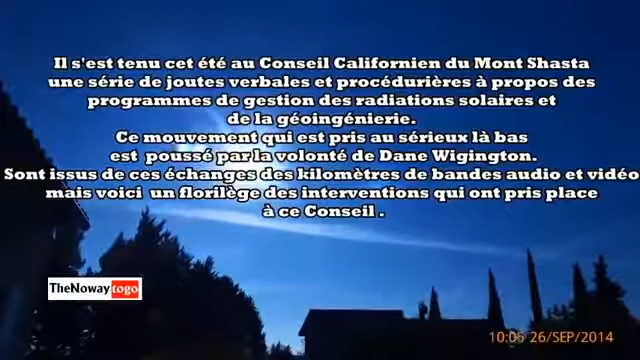 Il s'est tenu cet été au Conseil Californien du Mont Shasta
une série de joutes verbales et procédurières à propos des
programmes de gestion des radiations solaires et
de la géoingénierie.
Ce mouvement qui est pris au sérieux là bas
est poussé par la volonté de Dane Wigington.
Sont issus de ces échanges des kilomètres de bandes audio et vidéo
mais voici un florilège des interventions qui ont pris place
à ce Conseil .
TheNoway togo
10:06 26/SEP/2014